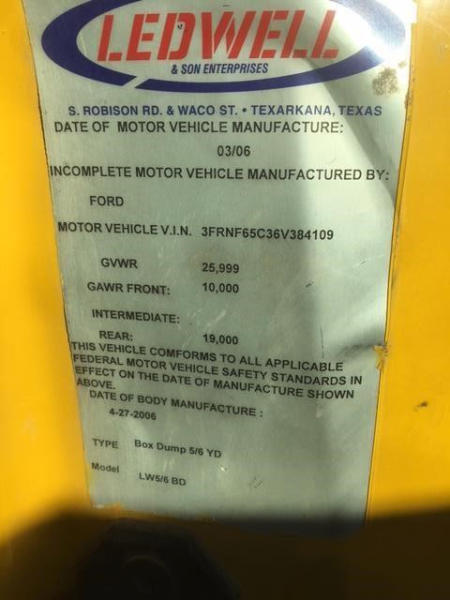 LEDWELL
& SON ENTERPRISES
S. ROBISON RD. & WACO ST. • TEXARKANA, TEXAS
DATE OF MOTOR VEHICLE MANUFACTURE:
03/06
INCOMPLETE MOTOR VEHICLE MANUFACTURED BY:
FORD
MOTOR VEHICLE V.I.N. 3FRNF65C36V384109
GVWR 25,999
GAWR FRONT: 10,000
INTERMEDIATE:
REAR: 19,000
THIS VEHICLE COMFORMS TO ALL APPLICABLE
FEDERAL MOTOR VEHICLE SAFETY STANDARDS IN
EFFECT ON THE DATE OF MANUFACTURE SHOWN
ABOVE.
DATE OF BODY MANUFACTURE :
4-27-2006
TYPE Box Dump 5/6 YD
Model LW5/6 BD